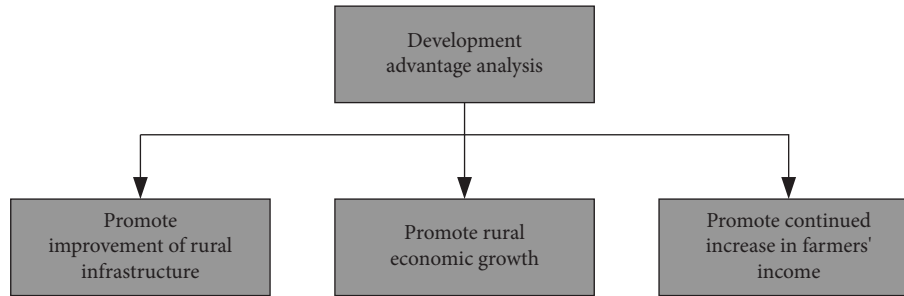 Development
advantage analysis
Promote
improvement of rural
infrastructure
Promote rural
economic growth
Promote continued
increase in farmers'
income